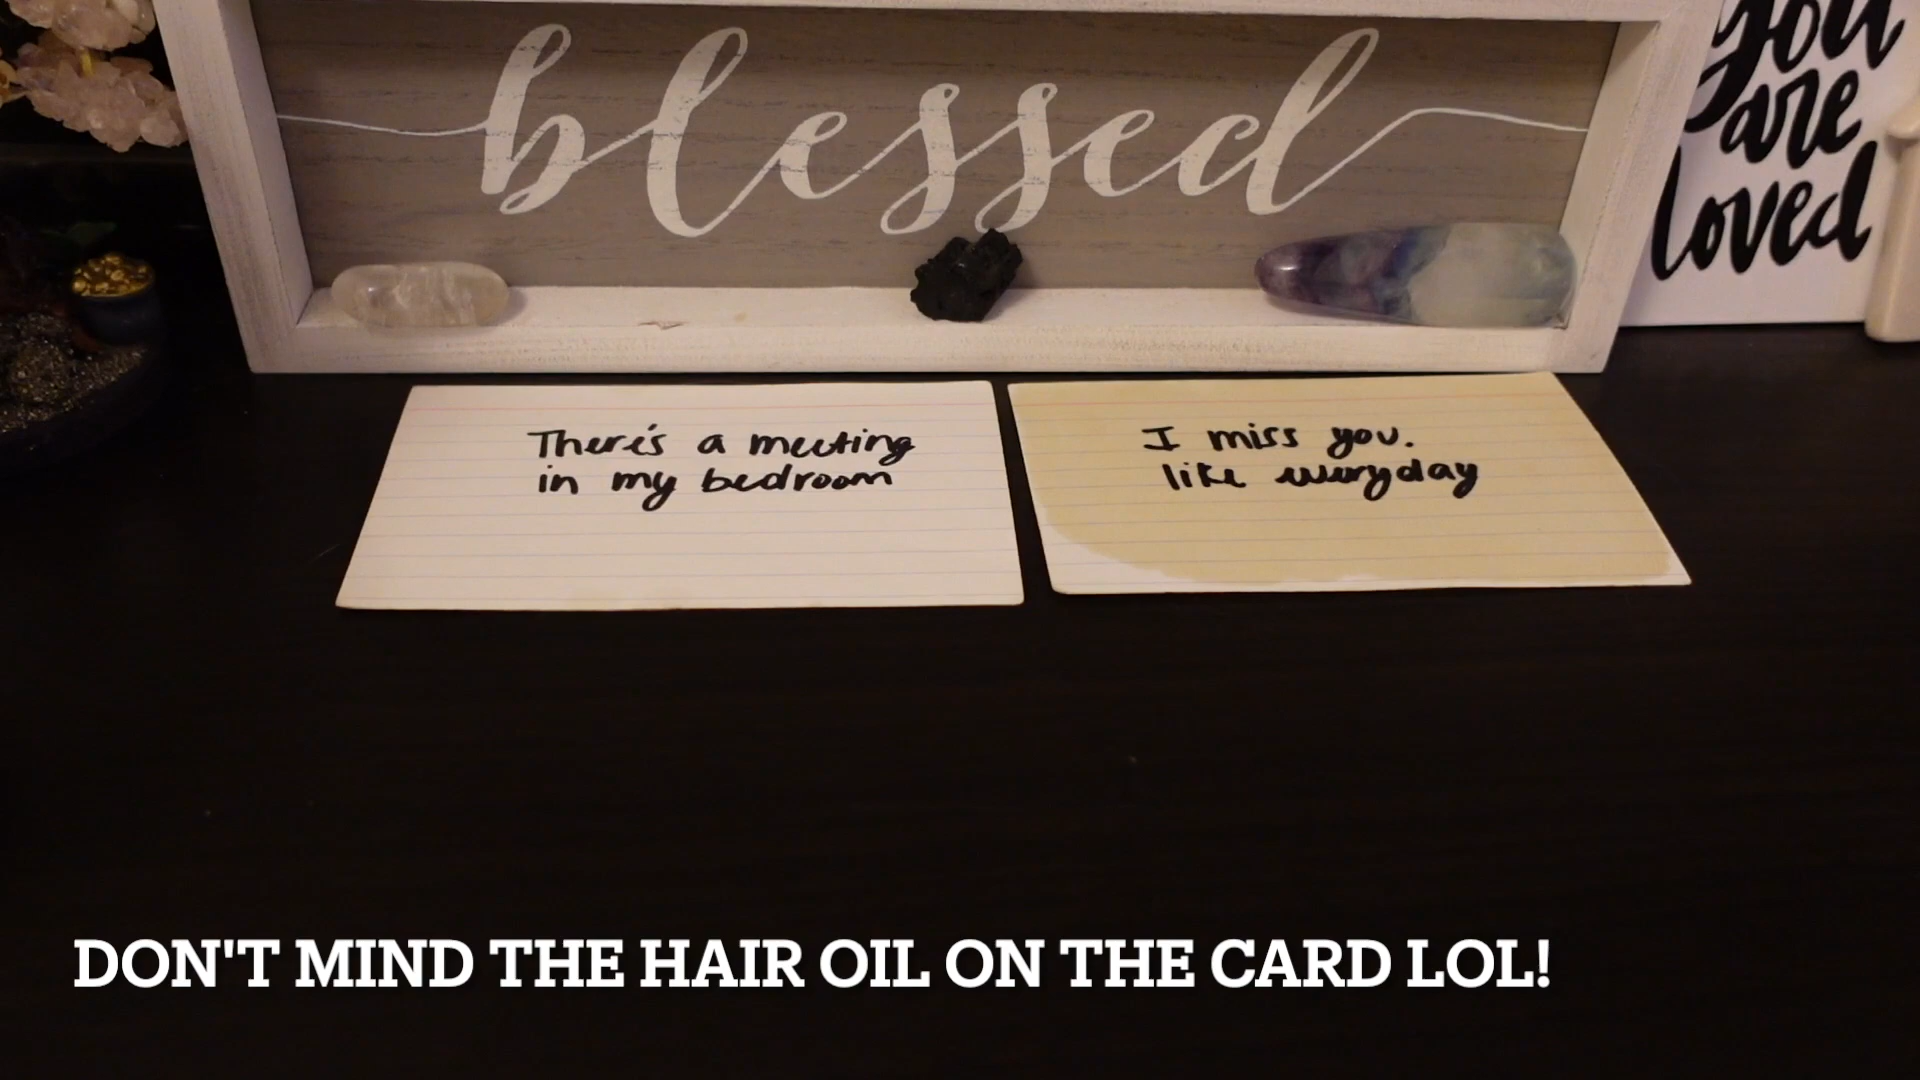 blessed
you
are
loved
There's a meeting
in my bedroom
I miss you.
like everyday
DON'T MIND THE HAIR OIL ON THE CARD LOL!